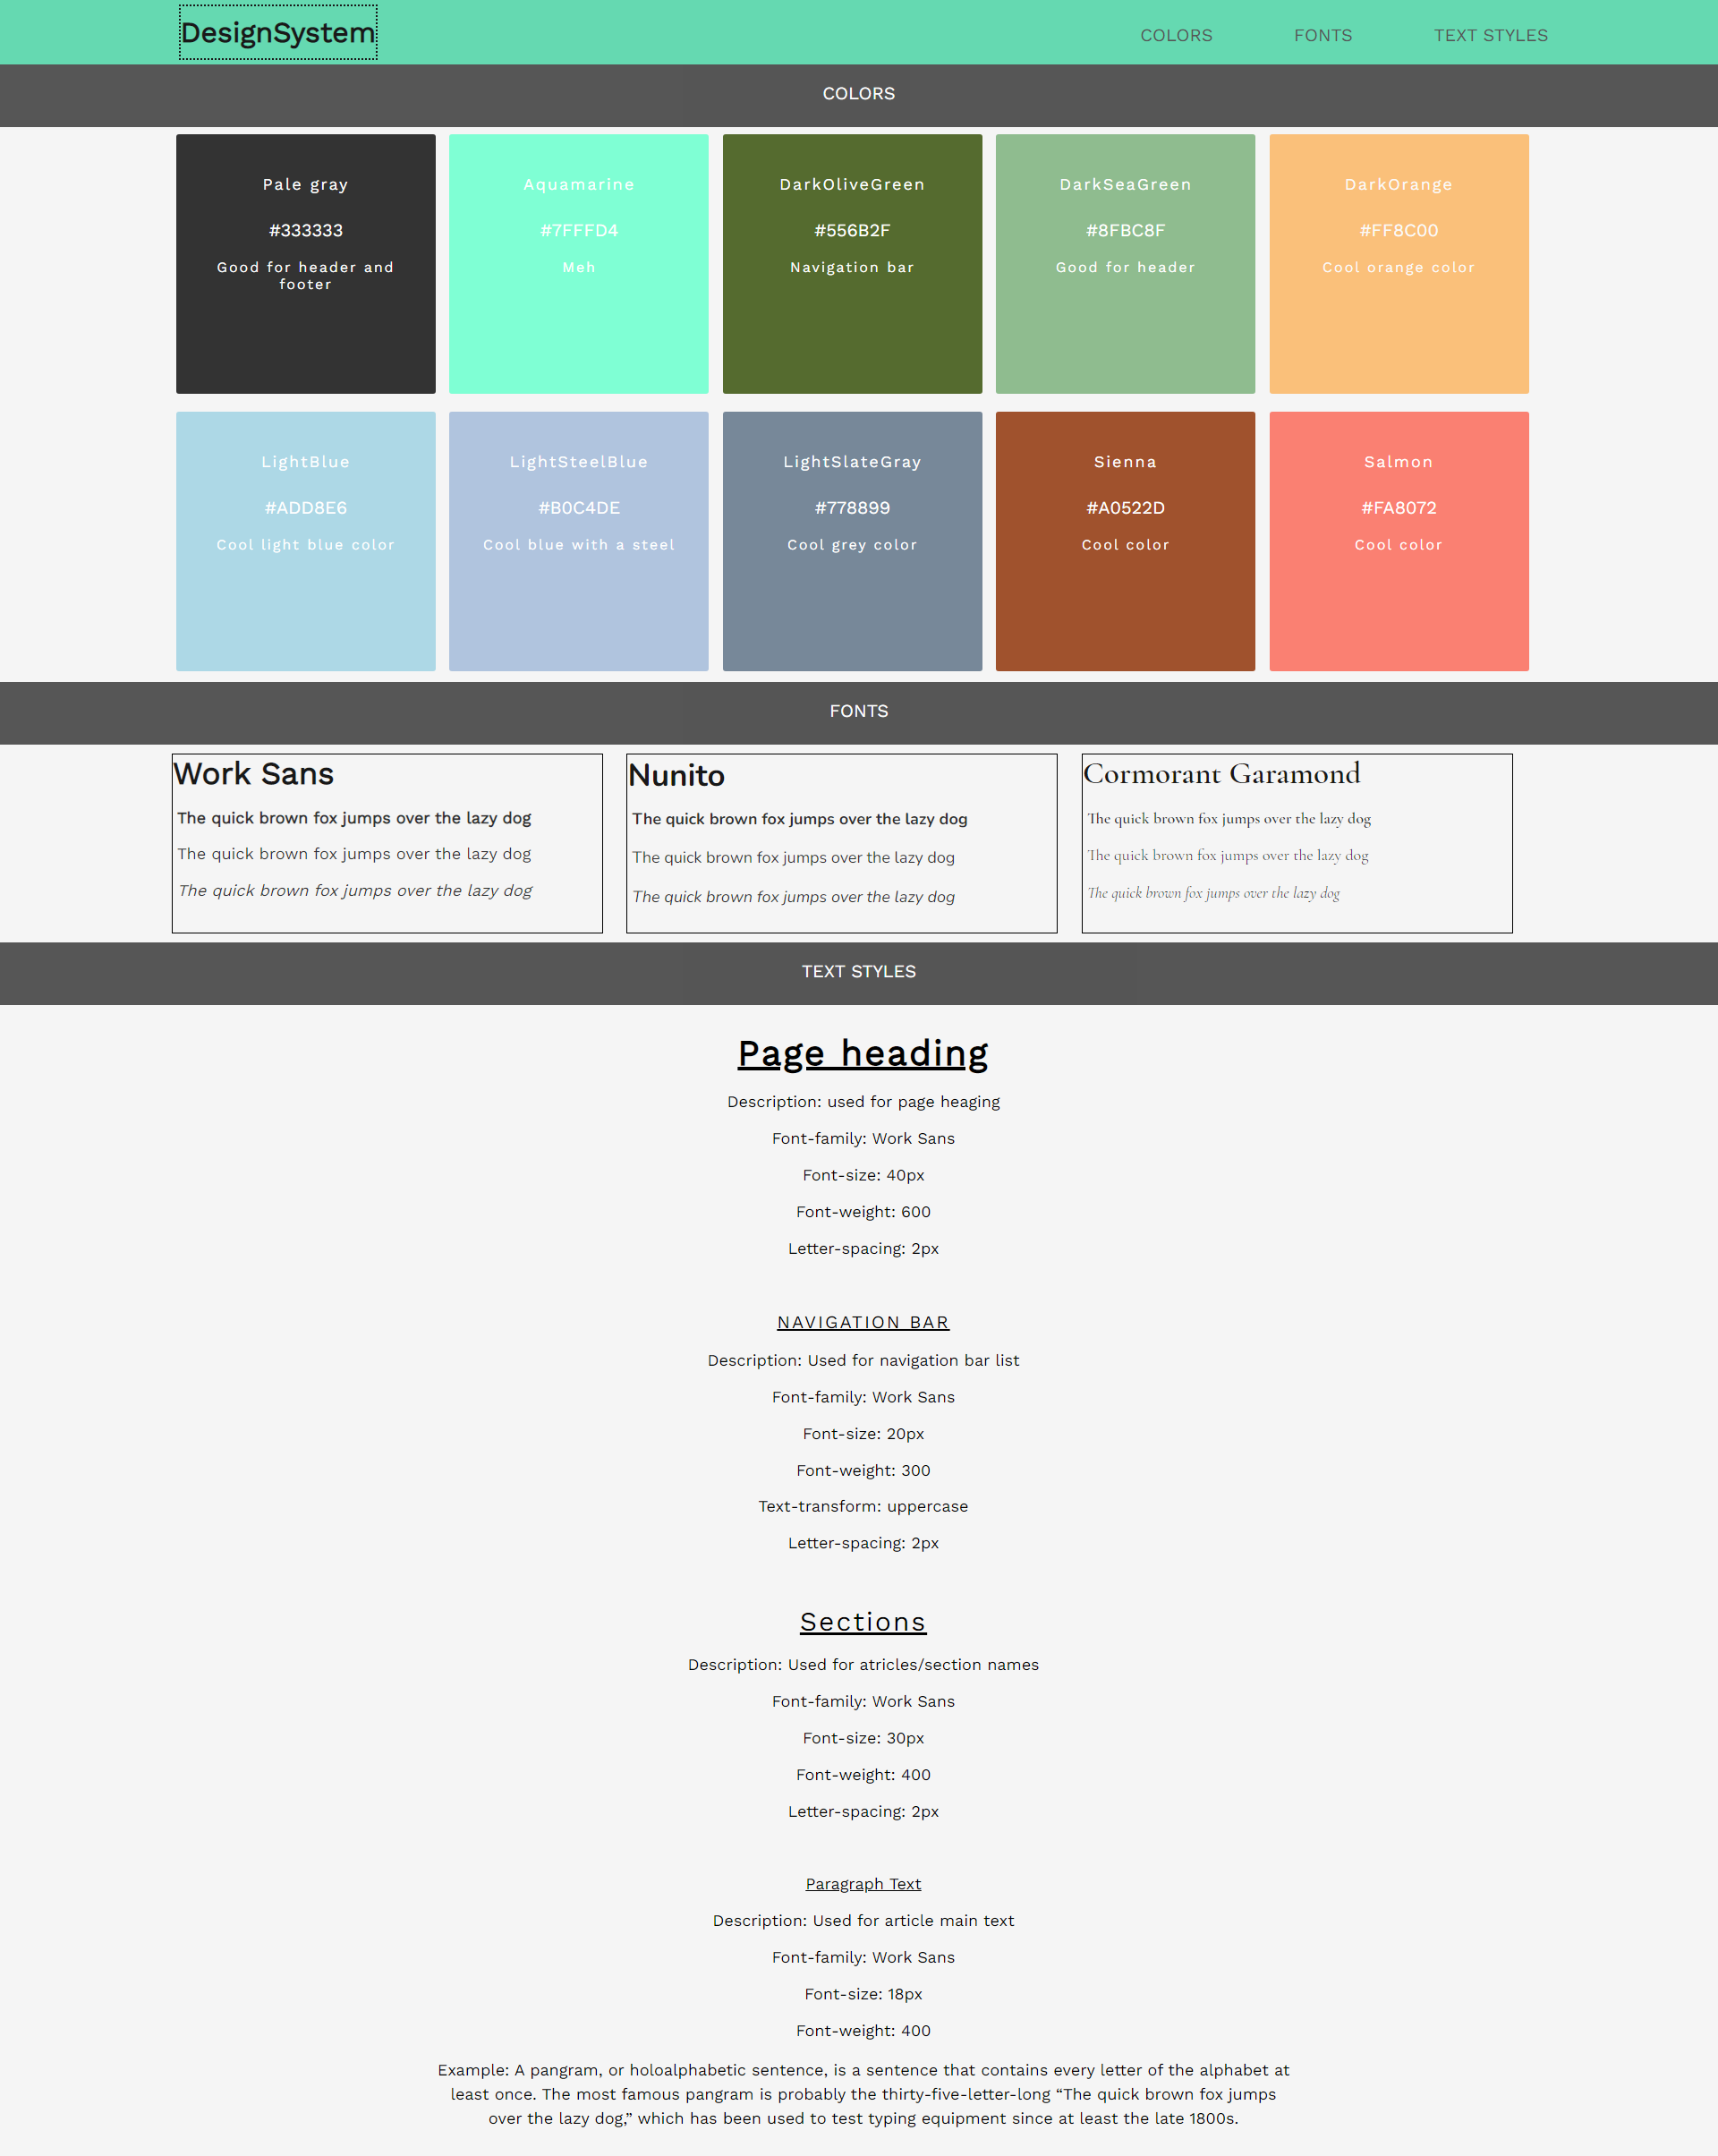 DesignSystem
COLORS
FONTS
TEXT STYLES
COLORS
Pale gray
#333333
Good for header and
footer
Aquamarine
#7FFFD4
Meh
DarkOliveGreen
#556B2F
Navigation bar
DarkSeaGreen
#8FBC8F
Good for header
DarkOrange
#FF8C00
Cool orange color
LightBlue
#ADD8E6
Cool light blue color
LightSteelBlue
#B0C4DE
Cool blue with a steel
LightSlateGray
#778899
Cool grey color
Sienna
#A0522D
Cool color
Salmon
#FA8072
Cool color
FONTS
Work Sans
The quick brown fox jumps over the lazy dog
The quick brown fox jumps over the lazy dog
The quick brown fox jumps over the lazy dog
Nunito
The quick brown fox jumps over the lazy dog
The quick brown fox jumps over the lazy dog
The quick brown fox jumps over the lazy dog
Cormorant Garamond
The quick brown fox jumps over the lazy dog
The quick brown fox jumps over the lazy dog
The quick brown fox jumps over the lazy dog
TEXT STYLES
Page heading
Description: used for page heaging
Font-family: Work Sans
Font-size: 40px
Font-weight: 600
Letter-spacing: 2px
NAVIGATION BAR
Description: Used for navigation bar list
Font-family: Work Sans
Font-size: 20px
Font-weight: 300
Text-transform: uppercase
Letter-spacing: 2px
Sections
Description: Used for atricles/section names
Font-family: Work Sans
Font-size: 30px
Font-weight: 400
Letter-spacing: 2px
Paragraph Text
Description: Used for article main text
Font-family: Work Sans
Font-size: 18px
Font-weight: 400
Example: A pangram, or holoalphabetic sentence, is a sentence that contains every letter of the alphabet at
least once. The most famous pangram is probably the thirty-five-letter-long “The quick brown fox jumps
over the lazy dog,” which has been used to test typing equipment since at least the late 1800s.